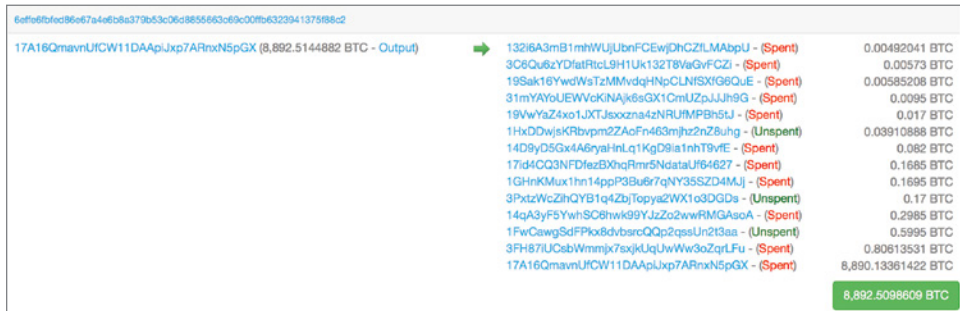 6effe6fbfed86e67a4e6b8a379b53c06d8855663c69c00ffb6323941375f88c2
17A16QmavnUfCW11DAApiJxp7ARnxN5pGX (8,892.5144882 BTC - Output)
132i6A3mB1mhWUjUbnFCEwjDhCZfLMAbpU - (Spent) 0.00492041 BTC
3C6Qu6zYDfatRtcL9H1Uk132T8VaGvFCZi - (Spent) 0.00573 BTC
19Sak16YwdWsTzMMvdqHNpCLNfSXfG6QuE - (Spent) 0.00585208 BTC
31mYAYoUEWVcKiNAjk6sGX1CmUZpJJJh9G - (Spent) 0.0095 BTC
19VwYaZ4xo1JXTJsxxzna4zNRUfMPBh5tJ - (Spent) 0.017 BTC
1HxDDwjsKRbvpm2ZAoFn463mjhz2nZ8uhg - (Unspent) 0.03910888 BTC
14D9yD5Gx4A6ryaHnLq1KgD9ia1nhT9vfE - (Spent) 0.082 BTC
17id4CQ3NFDfezBXhqRmr5NdataUf64627 - (Spent) 0.1685 BTC
1GHnKMux1hn14ppP3Bu6r7qNY35SZD4MJj - (Spent) 0.1695 BTC
3PxtzWcZihQYB1q4ZbjTopya2WX1o3DGDs - (Unspent) 0.17 BTC
14qA3yF5YwhSC6hwk99YJzZo2wwRMGAsoA - (Spent) 0.2985 BTC
1FwCawgSdFPkx8dvbsrcQQp2qssUn2t3aa - (Unspent) 0.5995 BTC
3FH87iUCsbWmmjx7sxjkUqUwWw3oZqrLFu - (Spent) 0.80613531 BTC
17A16QmavnUfCW11DAApiJxp7ARnxN5pGX - (Spent) 8,890.13361422 BTC
8,892.5098609 BTC